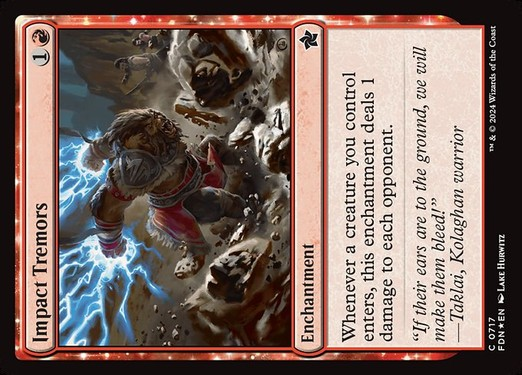 Impact Tremors
1
Enchantment
Whenever a creature you control
enters, this enchantment deals 1
damage to each opponent.
“If their ears are to the ground, we will
make them bleed!”
—Taklai, Kolaghan warrior
C 0717
FDN★EN Lake Hurwitz
™ & © 2024 Wizards of the Coast